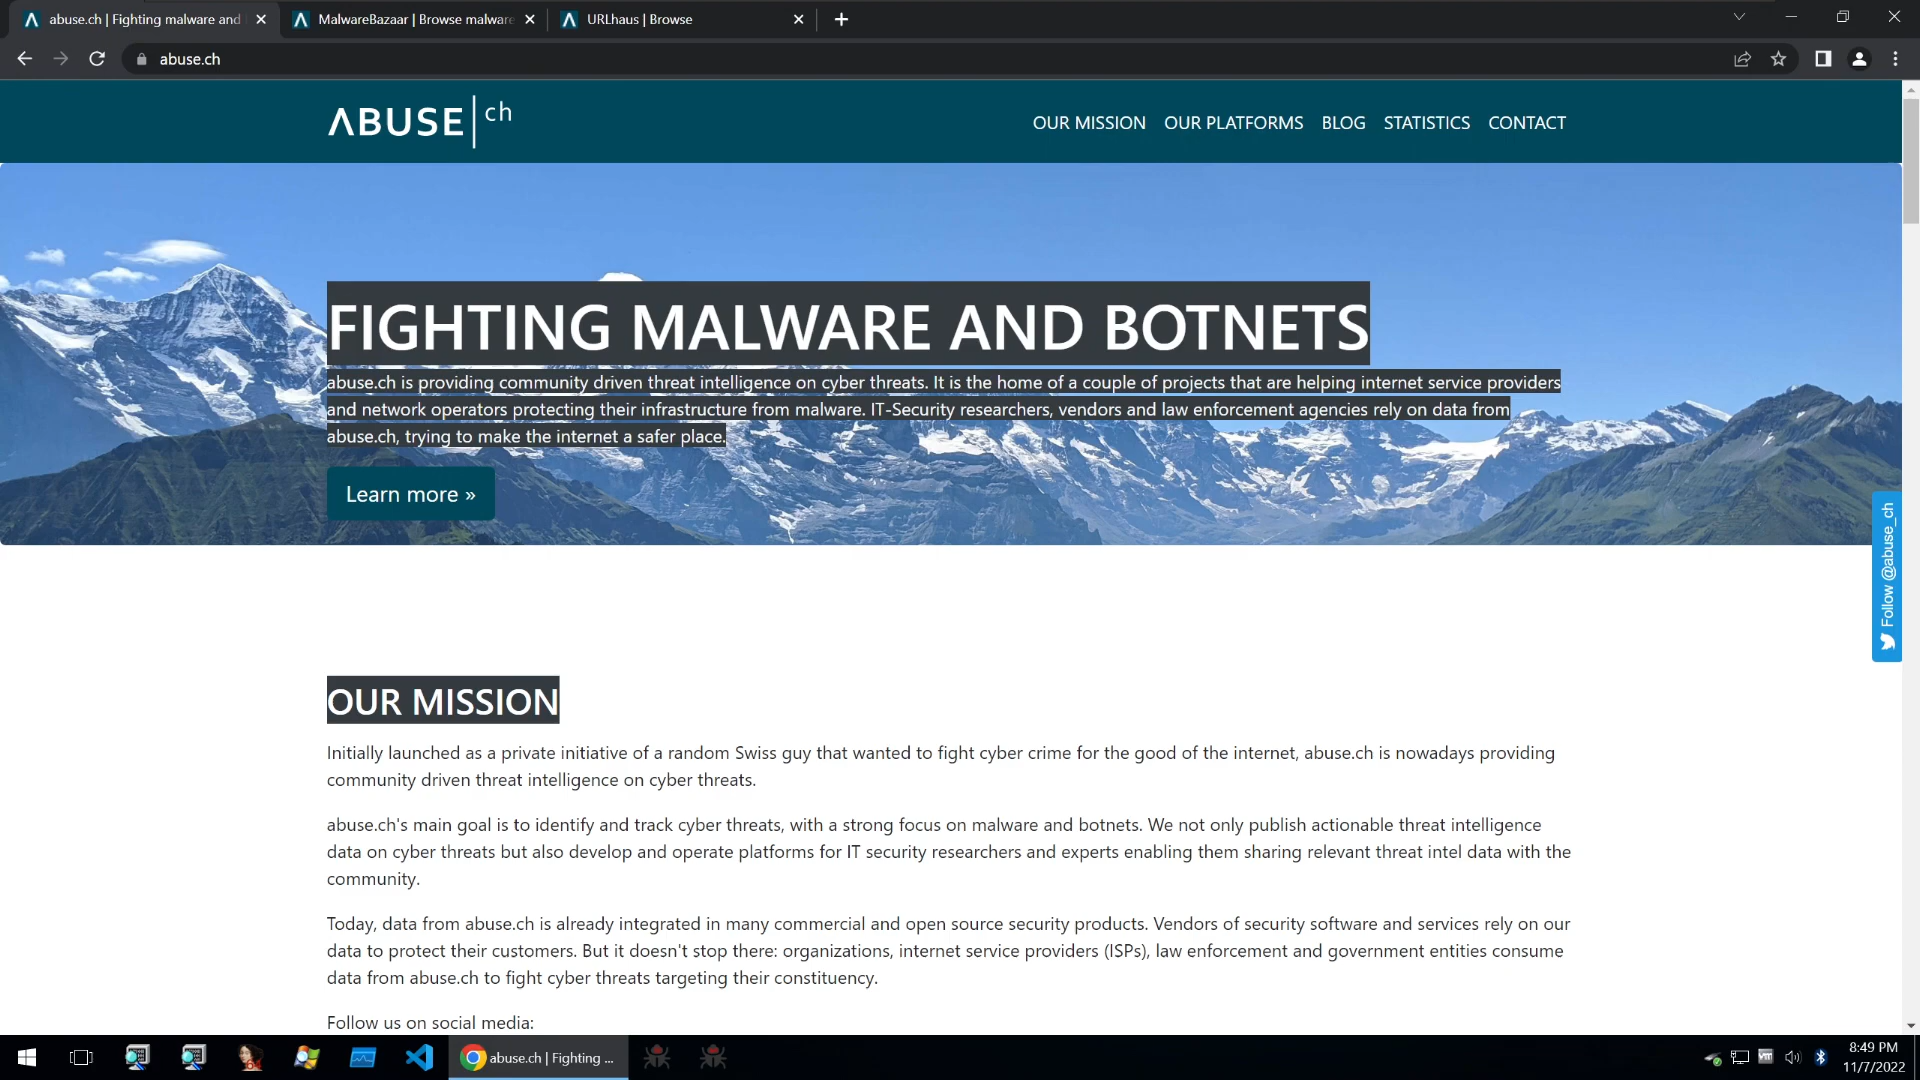 abuse.ch | Fighting malware and
MalwareBazaar | Browse malware
URLhaus | Browse
abuse.ch
ABUSE|ch
OUR MISSION
OUR PLATFORMS
BLOG
STATISTICS
CONTACT
FIGHTING MALWARE AND BOTNETS
abuse.ch is providing community driven threat intelligence on cyber threats. It is the home of a couple of projects that are helping internet service providers
and network operators protecting their infrastructure from malware. IT-Security researchers, vendors and law enforcement agencies rely on data from
abuse.ch, trying to make the internet a safer place.
Learn more »
Follow @abuse_ch
OUR MISSION
Initially launched as a private initiative of a random Swiss guy that wanted to fight cyber crime for the good of the internet, abuse.ch is nowadays providing
community driven threat intelligence on cyber threats.
abuse.ch's main goal is to identify and track cyber threats, with a strong focus on malware and botnets. We not only publish actionable threat intelligence
data on cyber threats but also develop and operate platforms for IT security researchers and experts enabling them sharing relevant threat intel data with the
community.
Today, data from abuse.ch is already integrated in many commercial and open source security products. Vendors of security software and services rely on our
data to protect their customers. But it doesn't stop there: organizations, internet service providers (ISPs), law enforcement and government entities consume
data from abuse.ch to fight cyber threats targeting their constituency.
Follow us on social media:
abuse.ch | Fighting ...
8:49 PM
11/7/2022